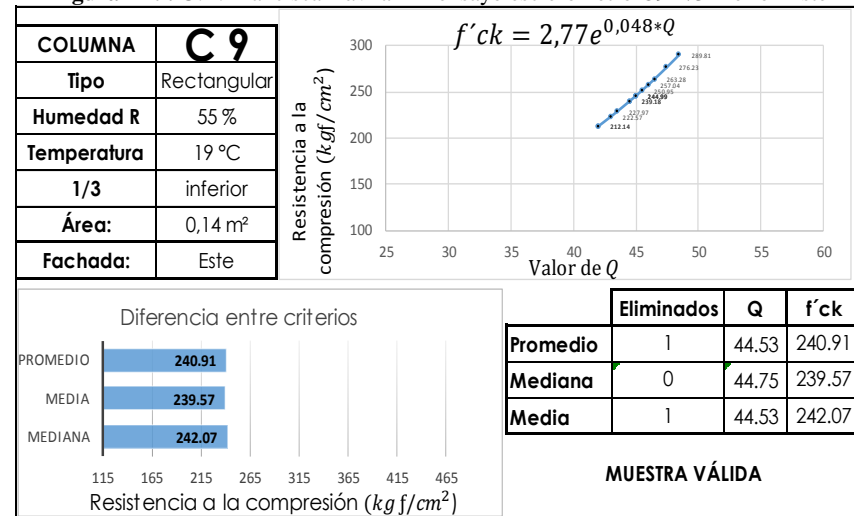 COLUMNA C 9
Tipo Rectangular
Humedad R 55 %
Temperatura 19 °C
1/3 inferior
Área: 0,14 m²
Fachada: Este
f´ck = 2,77e^0,048*Q
Resistencia a la
compresión (kgf/cm²)
300
250
200
150
100
289.81
276.23
263.28
257.04
250.95
244.99
239.18
227.97
222.57
212.14
25 30 35 40 45 50 55 60
Valor de Q
Diferencia entre criterios
PROMEDIO 240.91
MEDIA 239.57
MEDIANA 242.07
115 165 215 265 315 365 415 465
Resistencia a la compresión (kg f/cm²)
Eliminados Q f´ck
Promedio 1 44.53 240.91
Mediana 0 44.75 239.57
Media 1 44.53 242.07
MUESTRA VÁLIDA